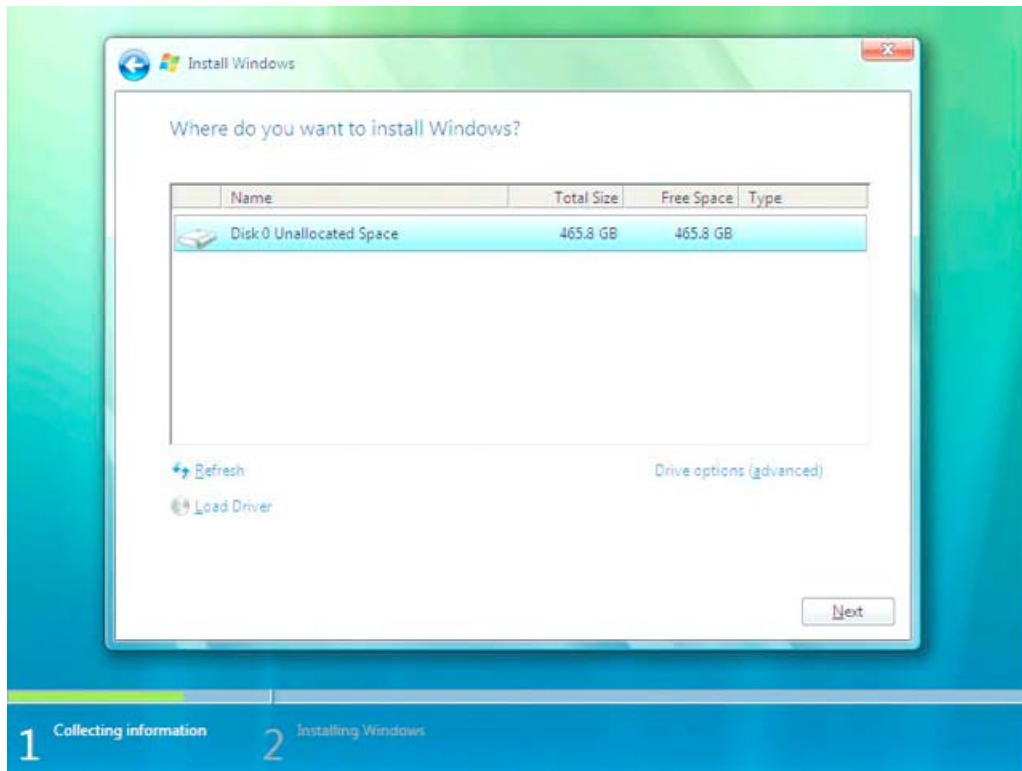 Install Windows
Where do you want to install Windows?
Name Total Size Free Space Type
Disk 0 Unallocated Space 465.8 GB 465.8 GB
Refresh Drive options (advanced)
Load Driver
Next
1 Collecting information 2 Installing Windows